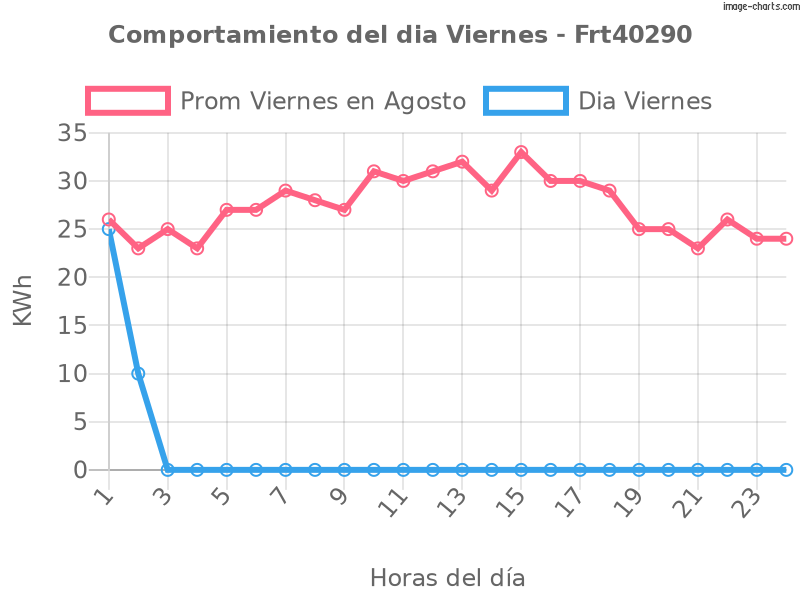 image-charts.com
Comportamiento del dia Viernes - Frt40290
Prom Viernes en Agosto
Dia Viernes
35
30
25
20
15
10
5
0
KWh
1 3 5 7 9 11 13 15 17 19 21 23
Horas del día